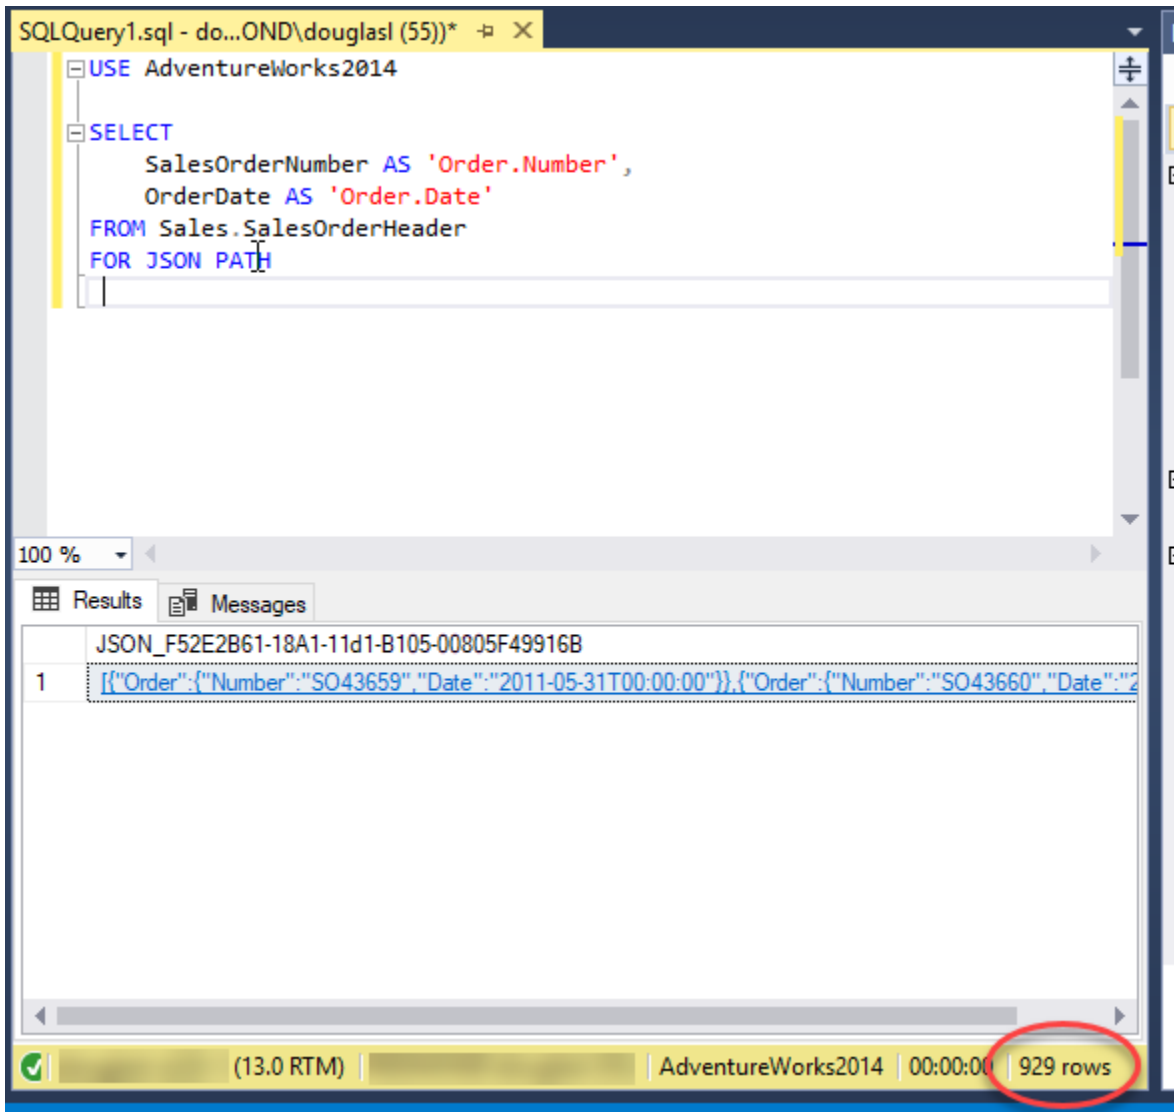 SQLQuery1.sql - do...OND\douglasl (55))*
USE AdventureWorks2014
SELECT
SalesOrderNumber AS 'Order.Number',
OrderDate AS 'Order.Date'
FROM Sales.SalesOrderHeader
FOR JSON PATH
100 %
Results Messages
JSON_F52E2B61-18A1-11d1-B105-00805F49916B
1 [{"Order":{"Number":"SO43659","Date":"2011-05-31T00:00:00"}},{"Order":{"Number":"SO43660","Date":"2
(13.0 RTM) AdventureWorks2014 00:00:00 929 rows